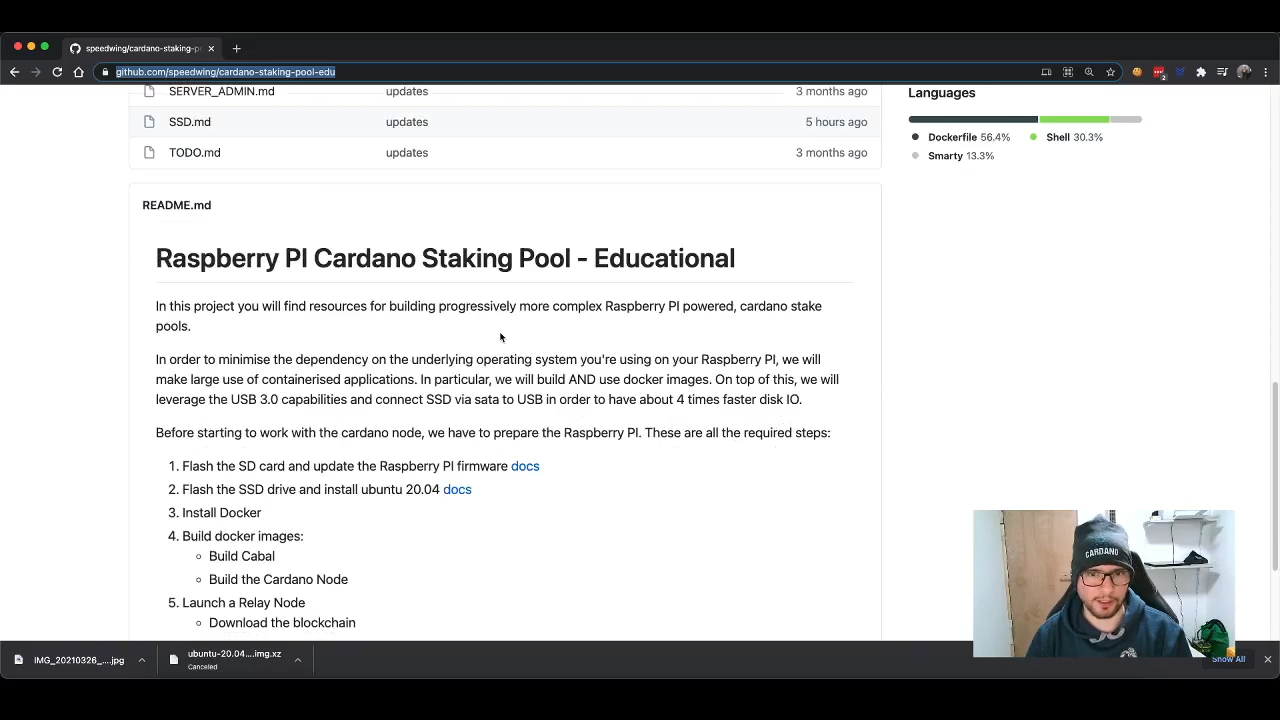 speedwing/cardano-staking-p
github.com/speedwing/cardano-staking-pool-edu
2
SERVER_ADMIN.md updates 3 months ago
SSD.md updates 5 hours ago
TODO.md updates 3 months ago
Languages
Dockerfile 56.4% Shell 30.3%
Smarty 13.3%
README.md
Raspberry PI Cardano Staking Pool - Educational
In this project you will find resources for building progressively more complex Raspberry PI powered, cardano stake
pools.
In order to minimise the dependency on the underlying operating system you're using on your Raspberry PI, we will
make large use of containerised applications. In particular, we will build AND use docker images. On top of this, we will
leverage the USB 3.0 capabilities and connect SSD via sata to USB in order to have about 4 times faster disk IO.
Before starting to work with the cardano node, we have to prepare the Raspberry PI. These are all the required steps:
1. Flash the SD card and update the Raspberry PI firmware docs
2. Flash the SSD drive and install ubuntu 20.04 docs
3. Install Docker
4. Build docker images:
Build Cabal
Build the Cardano Node
5. Launch a Relay Node
Download the blockchain
CARDANO
IMG_20210326_....jpg
ubuntu-20.04....img.xz
Canceled
Show All